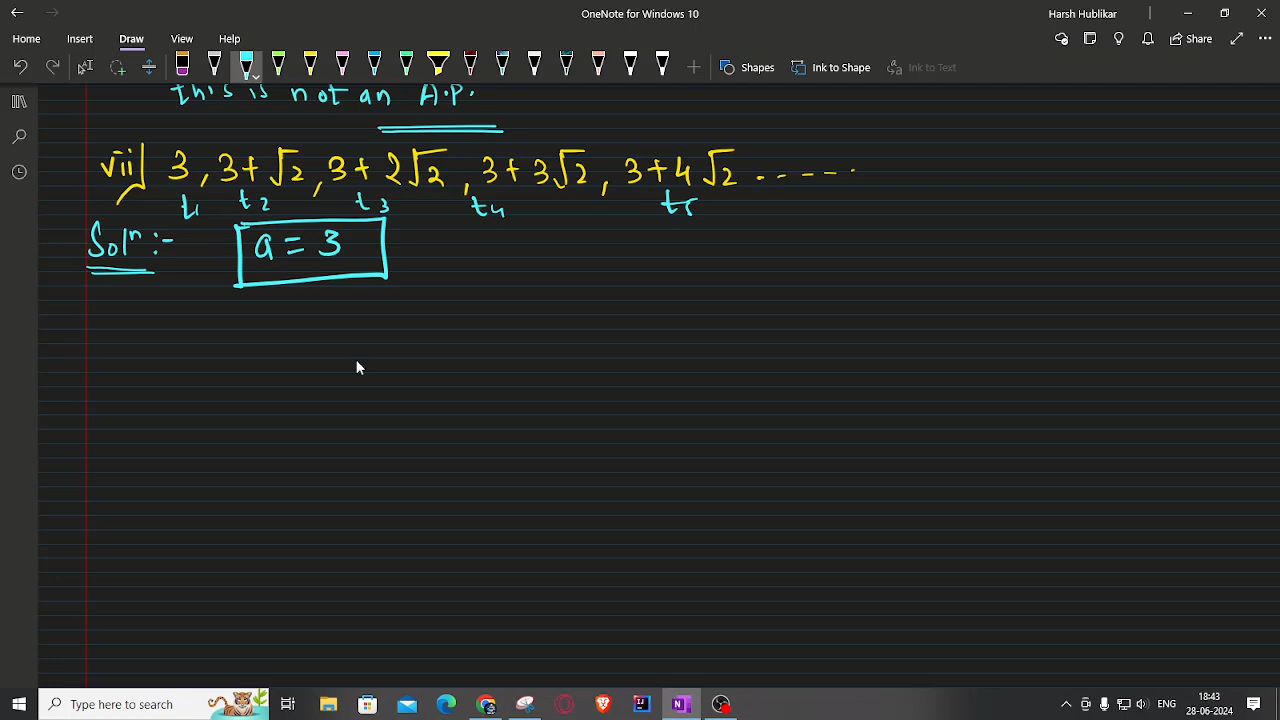 OneNote for Windows 10
Harsh Hublikar
Home Insert Draw View Help
Share
Shapes Ink to Shape Ink to Text
this is not an A.P.
vii] 3, 3+√2, 3+2√2, 3+3√2, 3+4√2 .......
t1 t2 t3 t4 t5
Solⁿ :- a = 3
Type here to search
ENG
18:43
28-06-2024